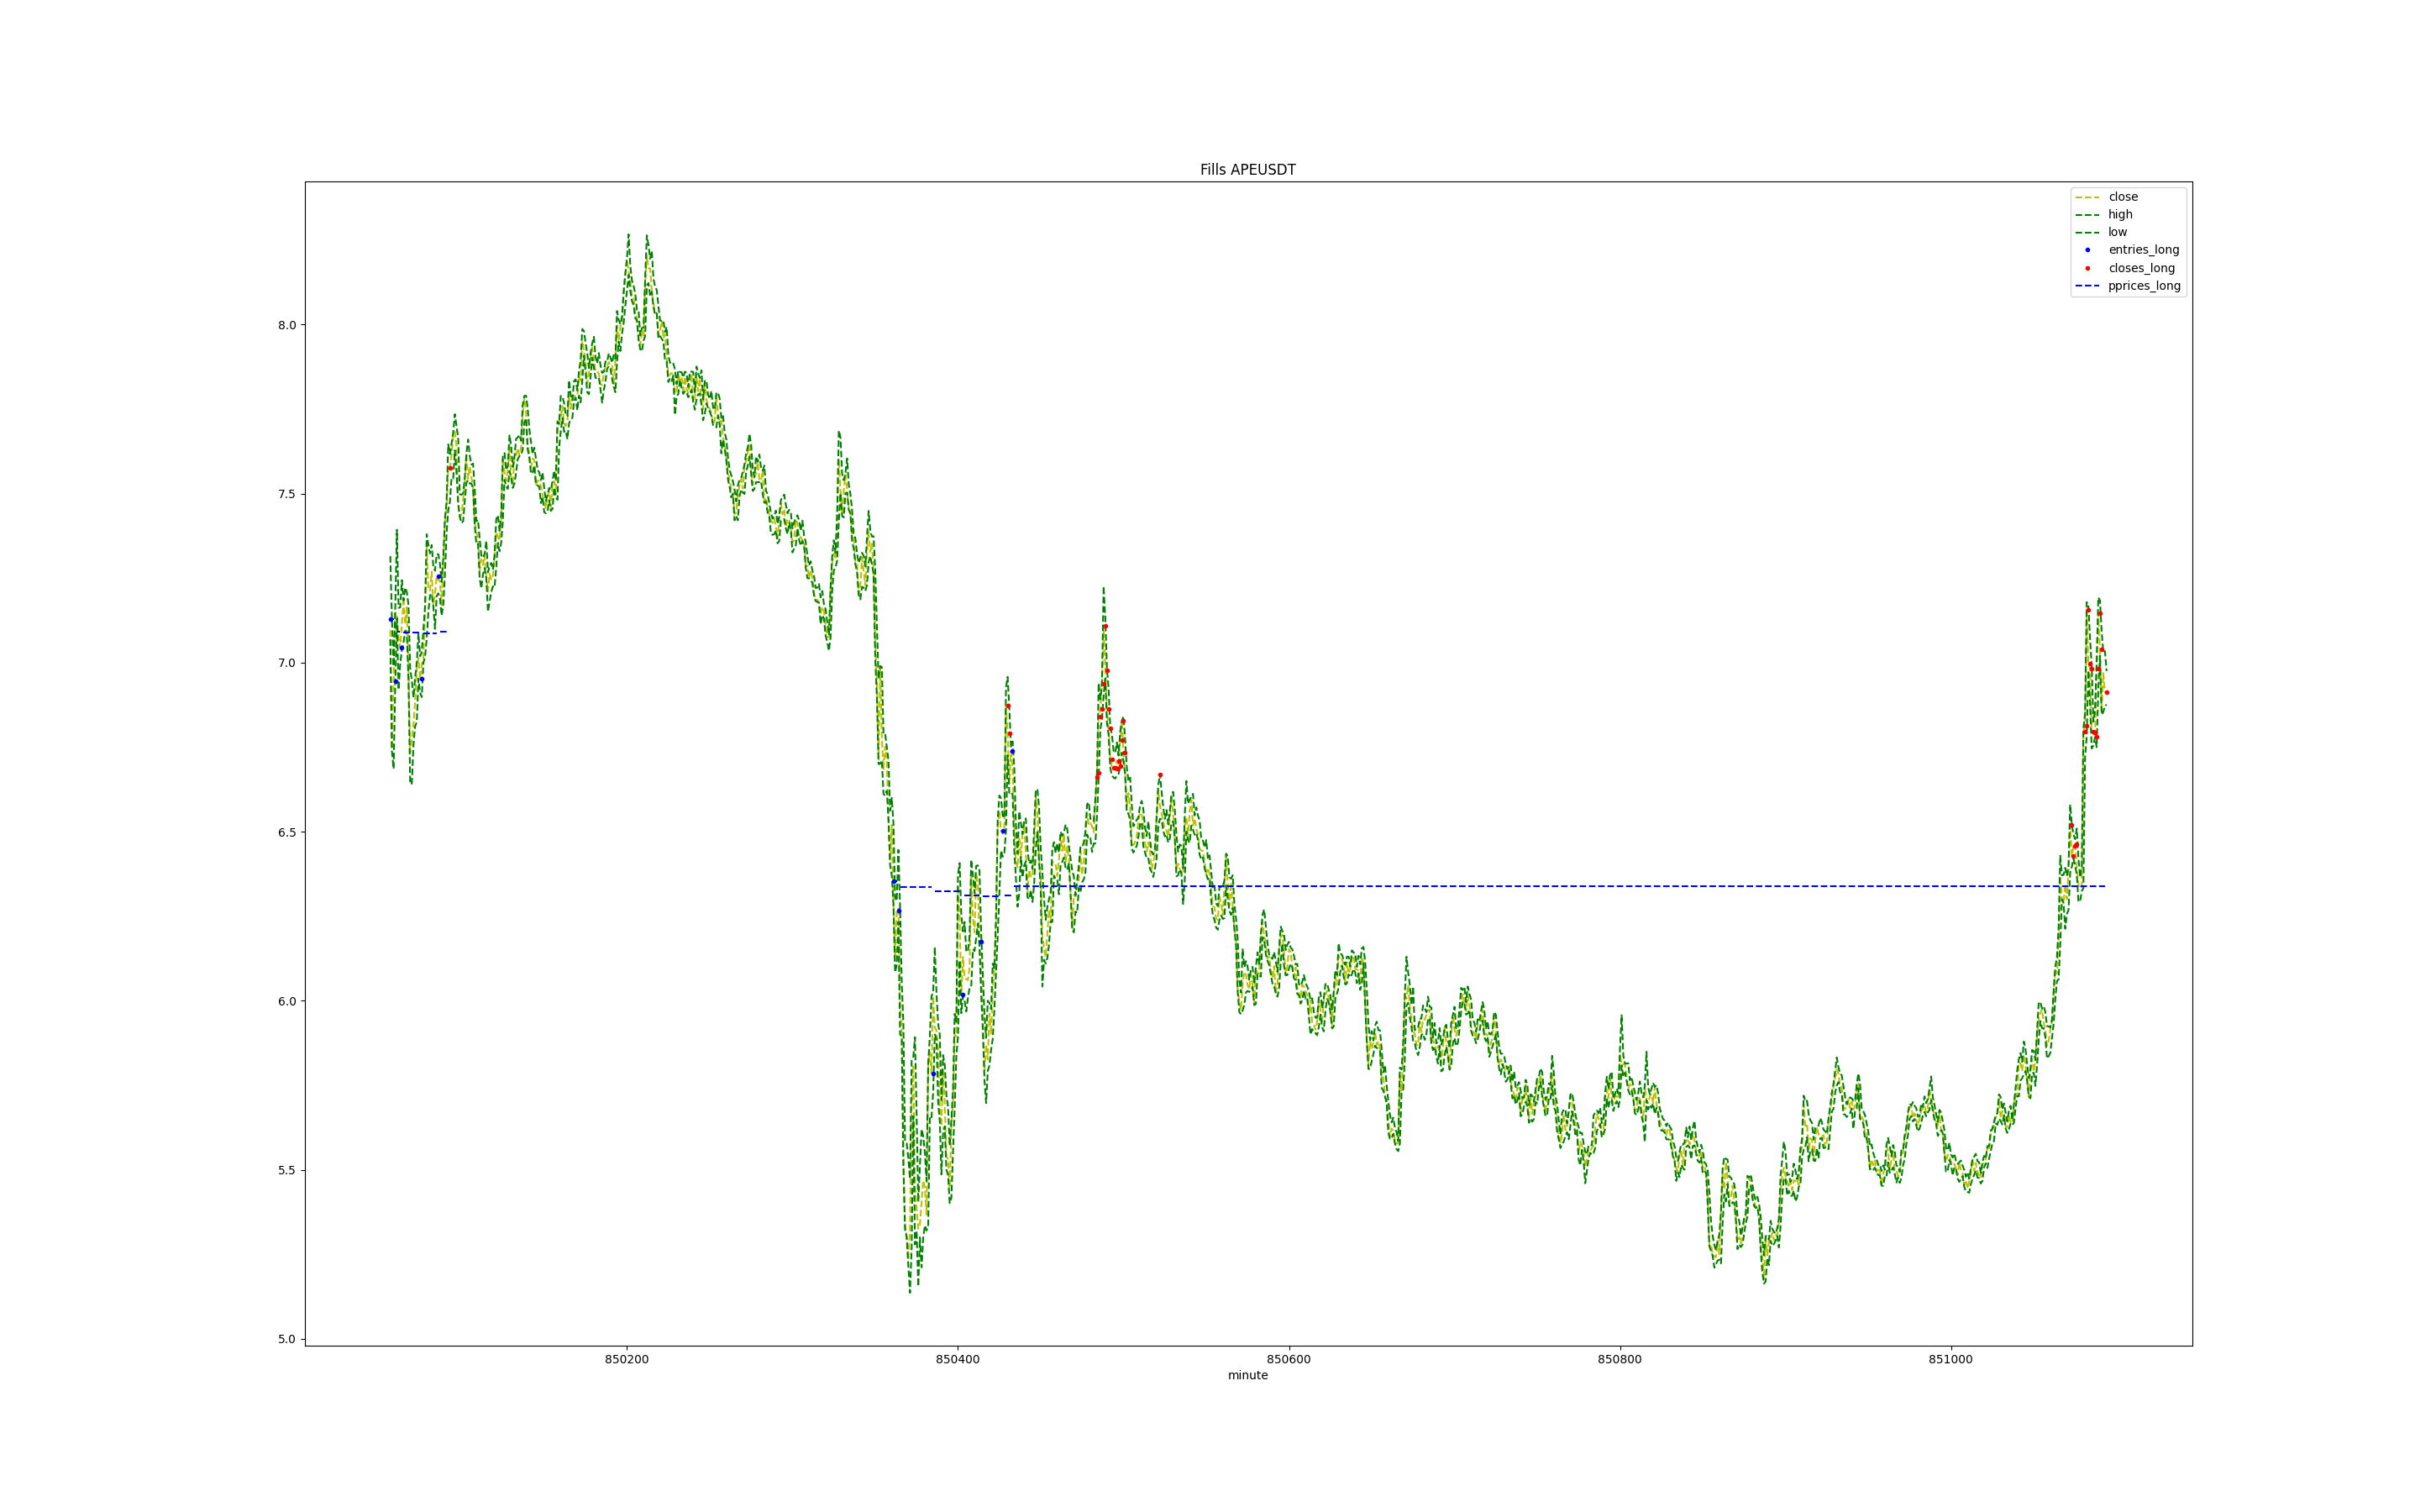 Fills APEUSDT
close
high
low
entries_long
closes_long
pprices_long
8.0
7.5
7.0
6.5
6.0
5.5
5.0
850200 850400 850600 850800 851000
minute